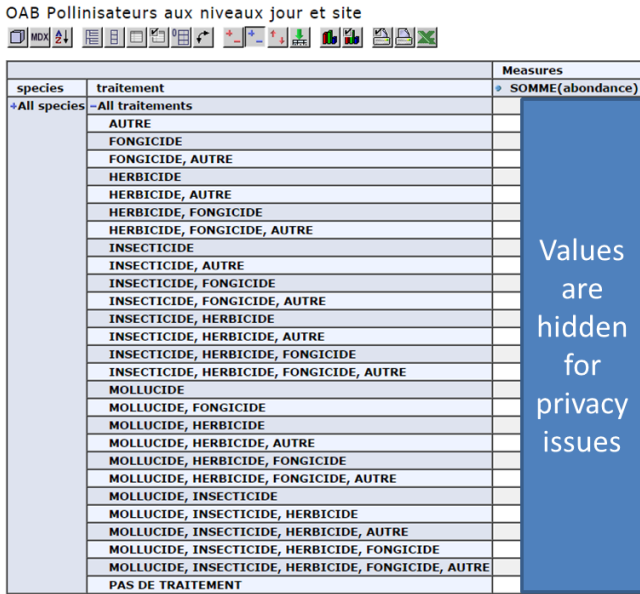 OAB Pollinisateurs aux niveaux jour et site
MDX
Measures
species traitement SOMME(abondance)
+All species -All traitements
AUTRE
FONGICIDE
FONGICIDE, AUTRE
HERBICIDE
HERBICIDE, AUTRE
HERBICIDE, FONGICIDE
HERBICIDE, FONGICIDE, AUTRE
INSECTICIDE
INSECTICIDE, AUTRE
INSECTICIDE, FONGICIDE
INSECTICIDE, FONGICIDE, AUTRE
INSECTICIDE, HERBICIDE
INSECTICIDE, HERBICIDE, AUTRE
INSECTICIDE, HERBICIDE, FONGICIDE
INSECTICIDE, HERBICIDE, FONGICIDE, AUTRE
MOLLUCIDE
MOLLUCIDE, FONGICIDE
MOLLUCIDE, HERBICIDE
MOLLUCIDE, HERBICIDE, AUTRE
MOLLUCIDE, HERBICIDE, FONGICIDE
MOLLUCIDE, HERBICIDE, FONGICIDE, AUTRE
MOLLUCIDE, INSECTICIDE
MOLLUCIDE, INSECTICIDE, HERBICIDE
MOLLUCIDE, INSECTICIDE, HERBICIDE, AUTRE
MOLLUCIDE, INSECTICIDE, HERBICIDE, FONGICIDE
MOLLUCIDE, INSECTICIDE, HERBICIDE, FONGICIDE, AUTRE
PAS DE TRAITEMENT
Values
are
hidden
for
privacy
issues